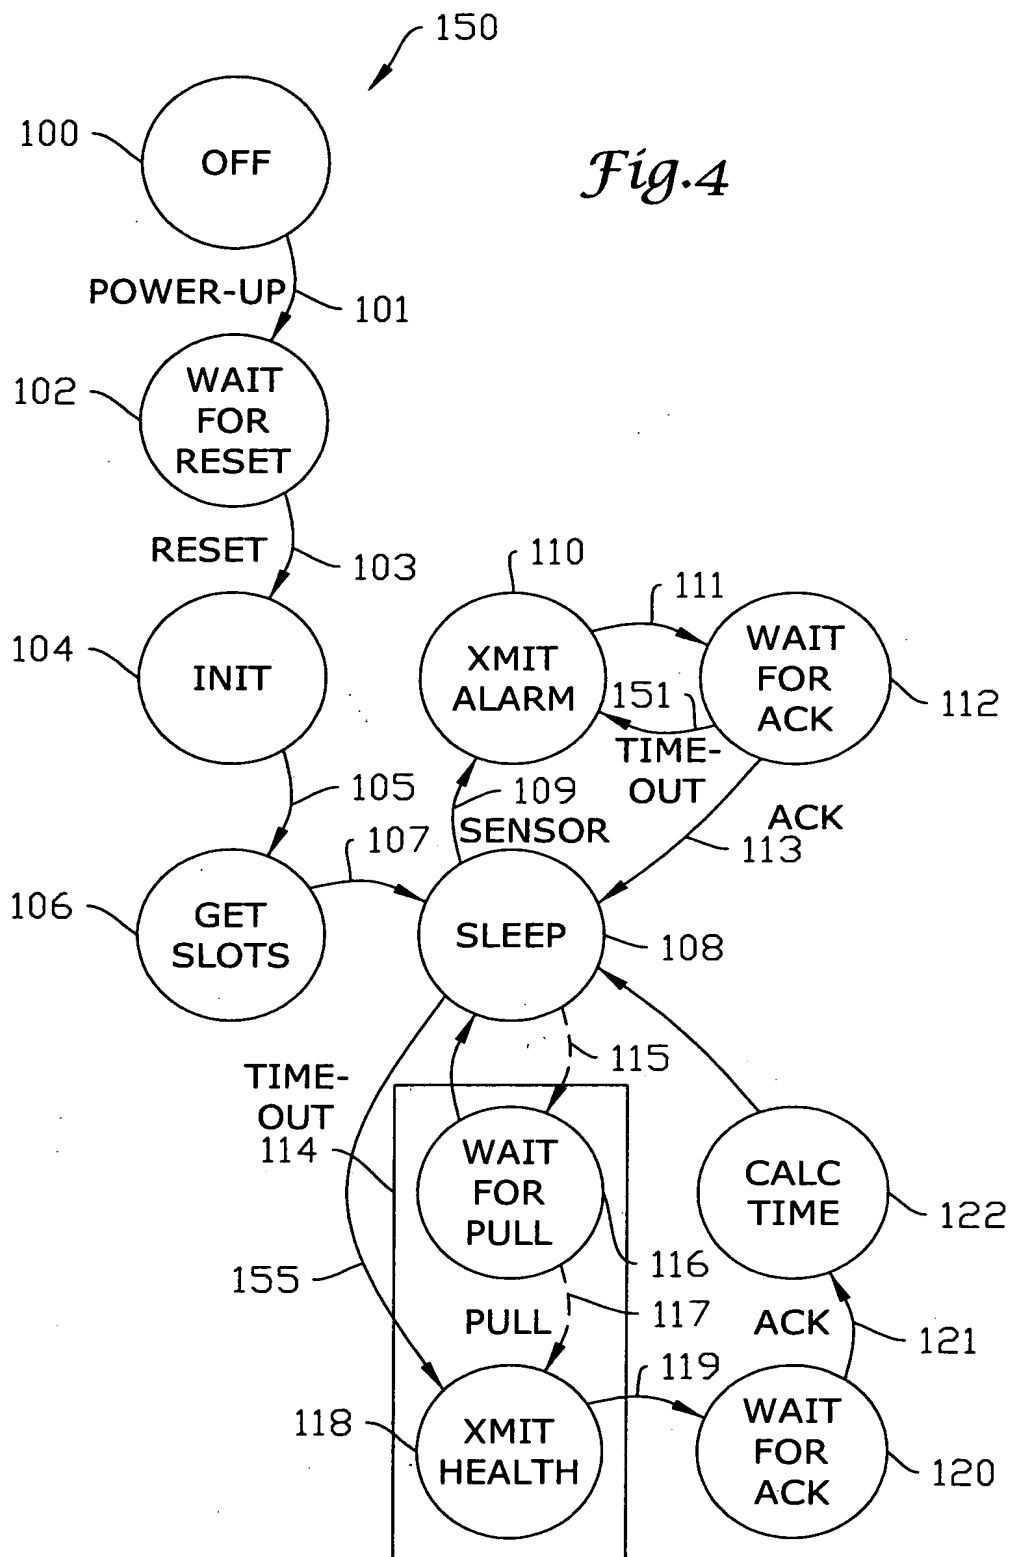 150
100
OFF
Fig.4
POWER-UP
101
102
WAIT
FOR
RESET
RESET
103
110
111
104
INIT
XMIT
ALARM
WAIT
FOR
ACK
112
151
TIME-
OUT
105
109
SENSOR
ACK
113
107
106
GET
SLOTS
SLEEP
108
115
TIME-
OUT
114
WAIT
FOR
PULL
CALC
TIME
122
116
155
PULL
117
ACK
121
119
118
XMIT
HEALTH
WAIT
FOR
ACK
120